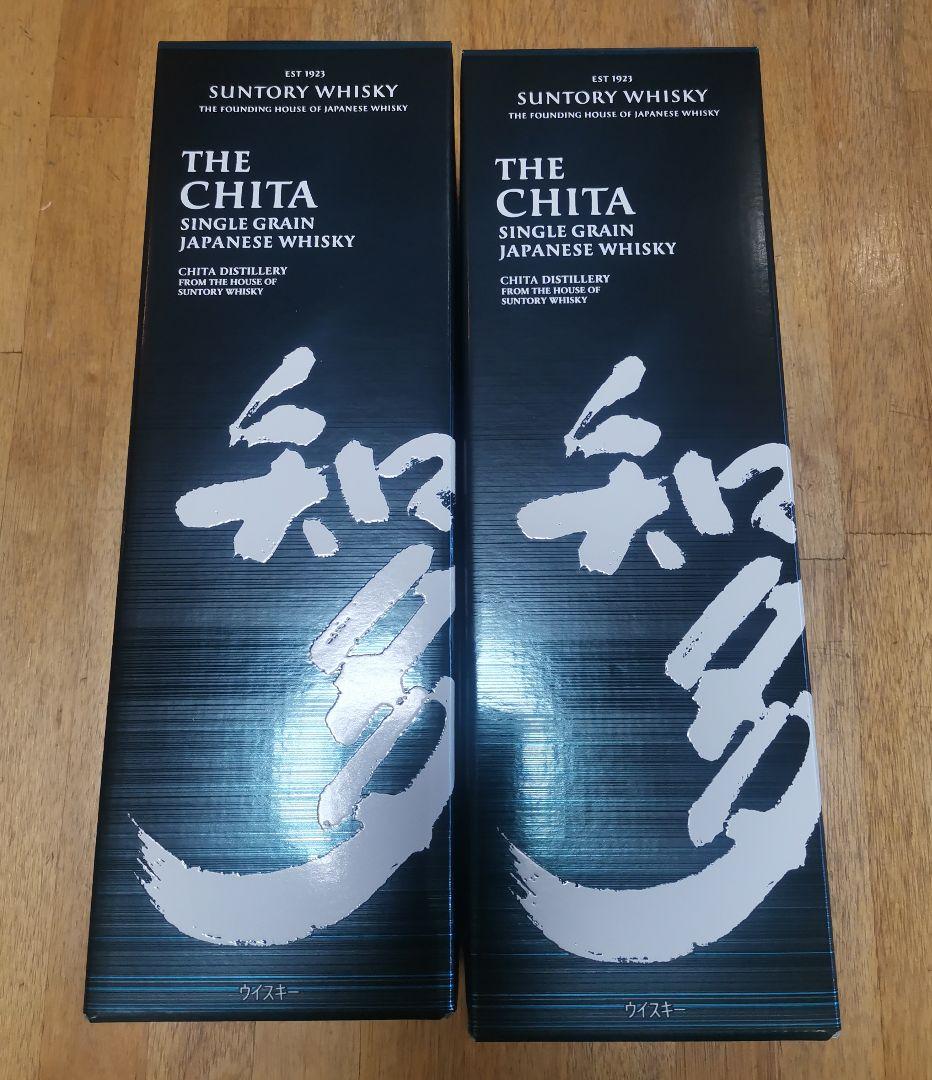 EST 1923
SUNTORY WHISKY
THE FOUNDING HOUSE OF JAPANESE WHISKY
THE
CHITA
SINGLE GRAIN
JAPANESE WHISKY
CHITA DISTILLERY
FROM THE HOUSE OF
SUNTORY WHISKY
知
多
ウイスキー
EST 1923
SUNTORY WHISKY
THE FOUNDING HOUSE OF JAPANESE WHISKY
THE
CHITA
SINGLE GRAIN
JAPANESE WHISKY
CHITA DISTILLERY
FROM THE HOUSE OF
SUNTORY WHISKY
知
多
ウイスキー